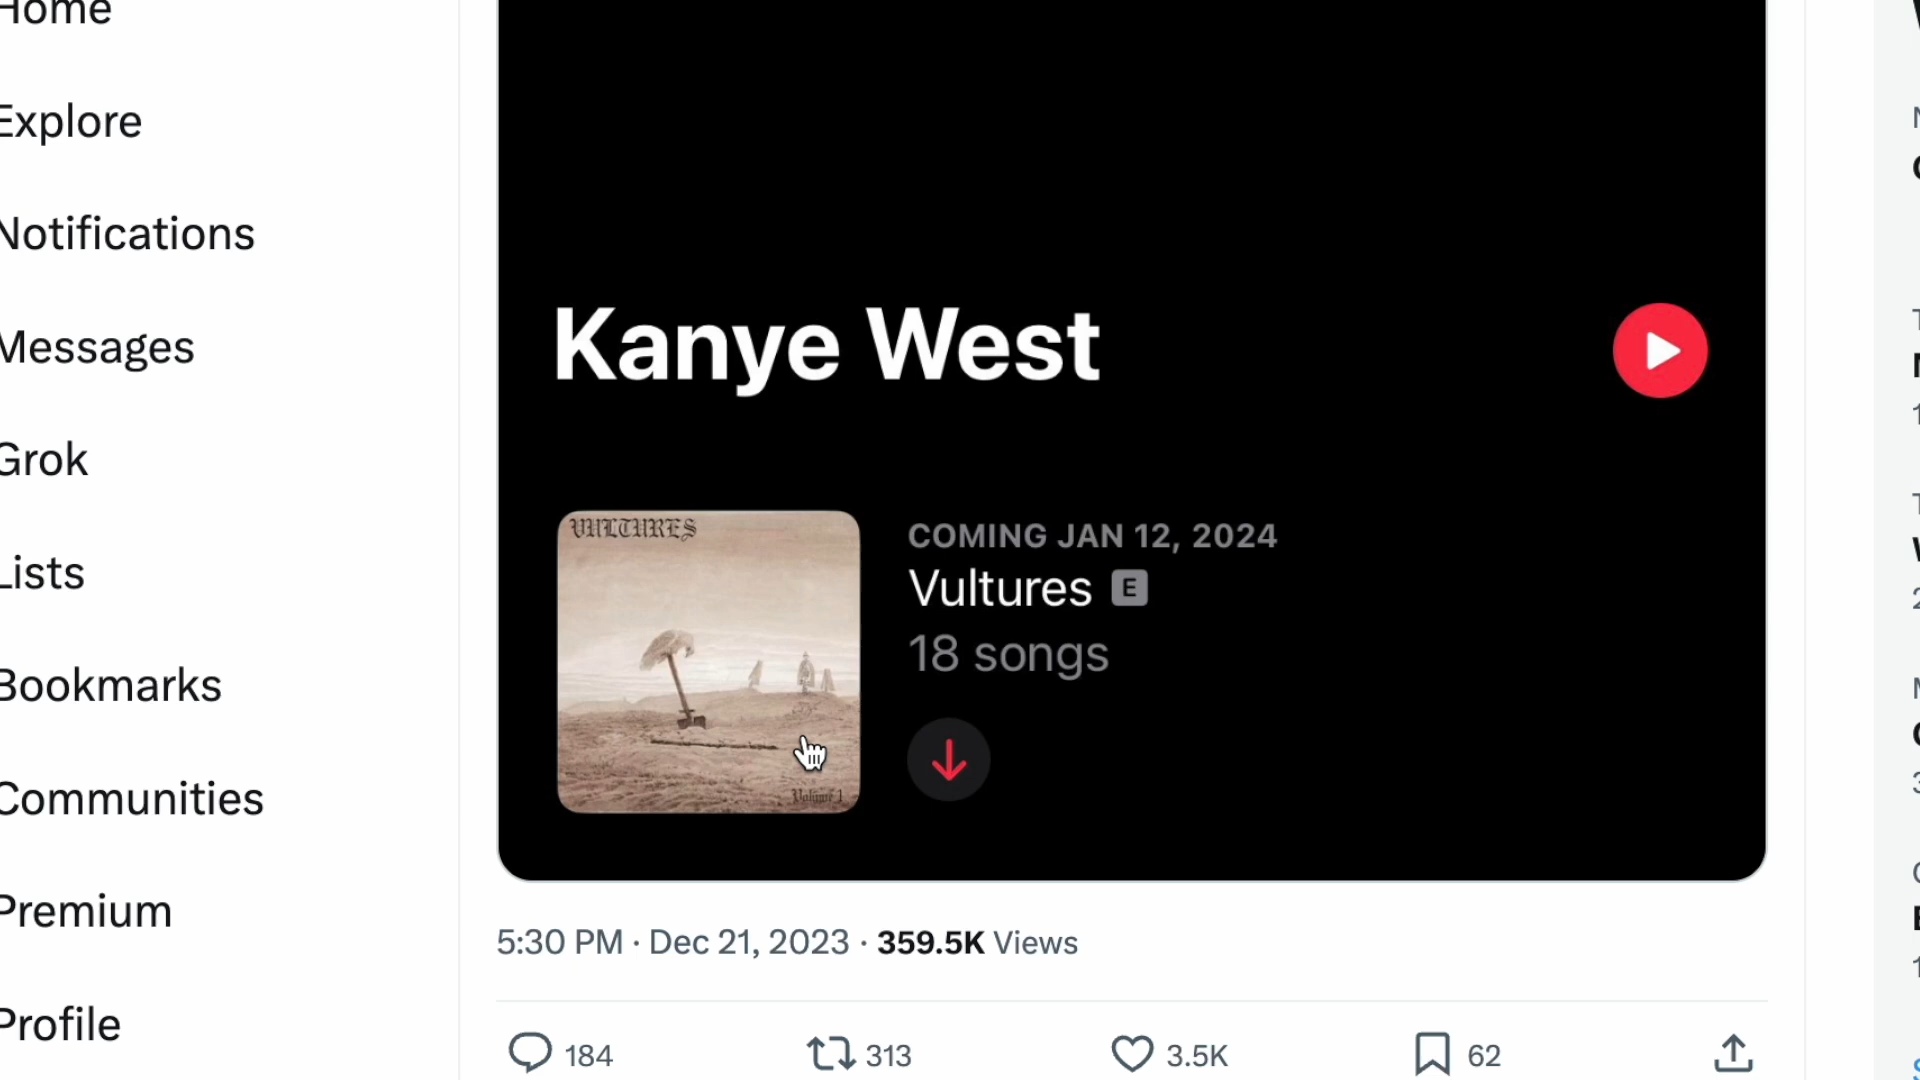 Home
Explore
Notifications
Messages
Grok
Lists
Bookmarks
Communities
Premium
Profile
Kanye West
VULTURES
Volume 1
COMING JAN 12, 2024
Vultures E
18 songs
5:30 PM · Dec 21, 2023 · 359.5K Views
184 313 3.5K 62